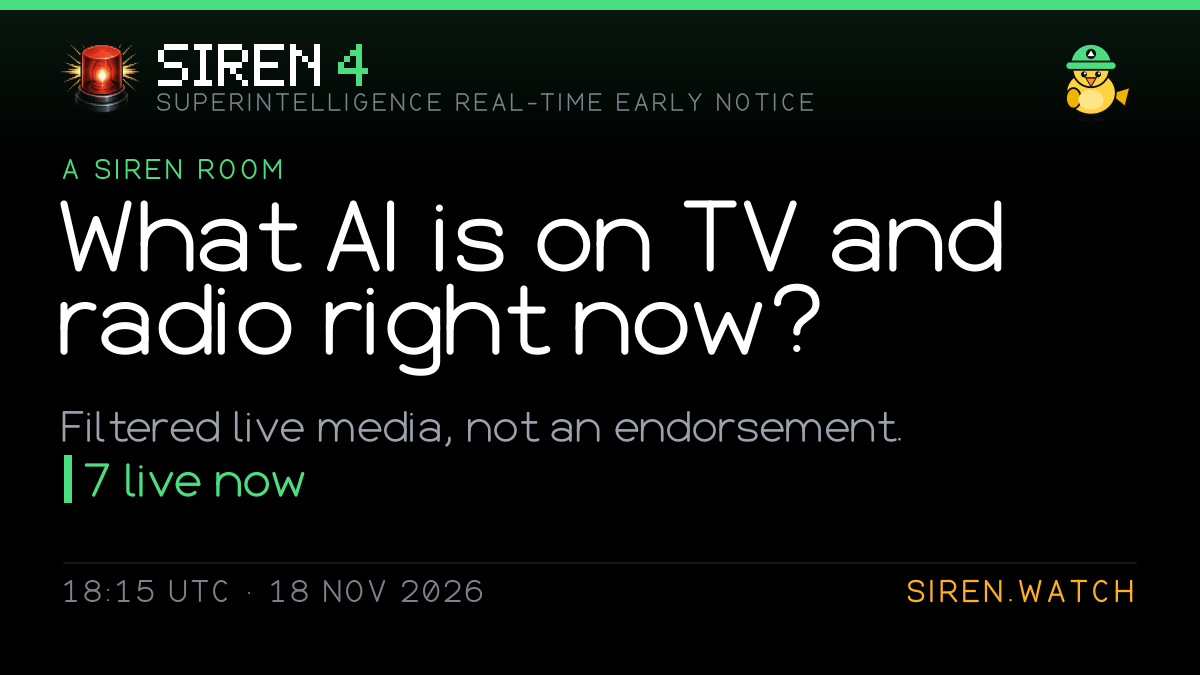 SIREN 4
SUPERINTELLIGENCE REAL-TIME EARLY NOTICE
A SIREN ROOM
What AI is on TV and
radio right now?
Filtered live media, not an endorsement.
7 live now
18:15 UTC · 18 NOV 2026
SIREN.WATCH